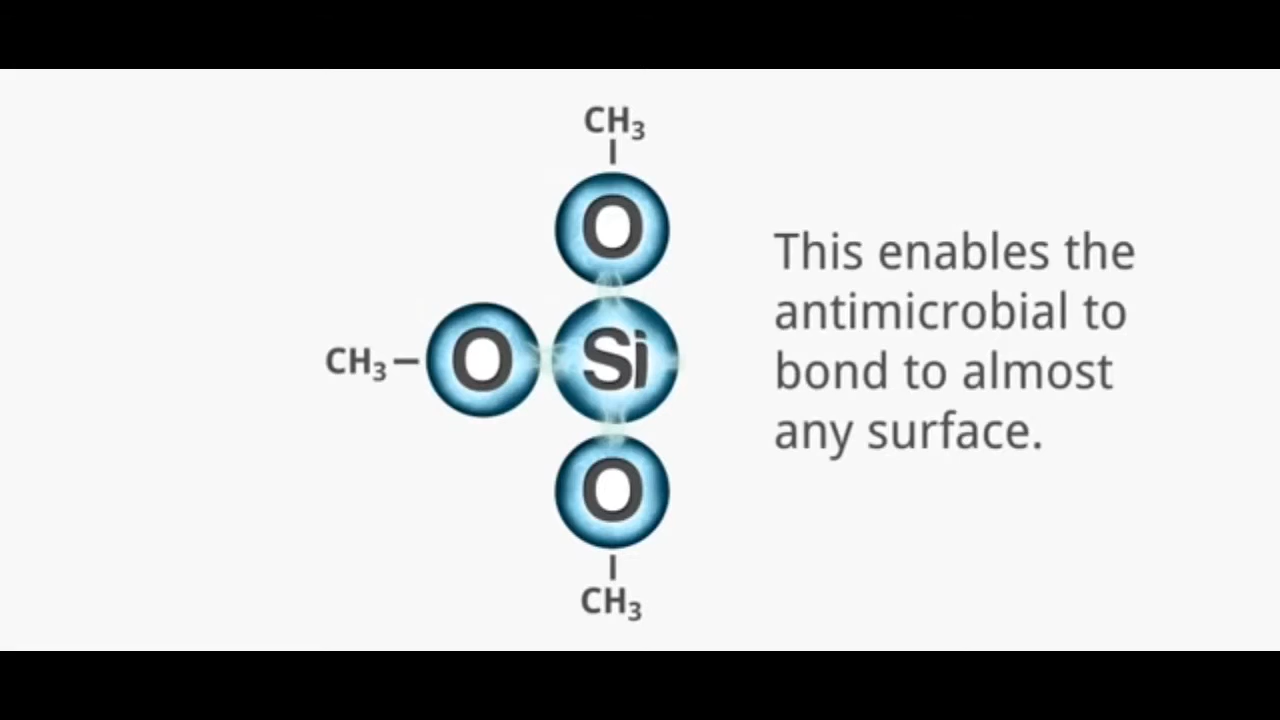 CH₃
O
CH₃ O Si
O
CH₃
This enables the
antimicrobial to
bond to almost
any surface.